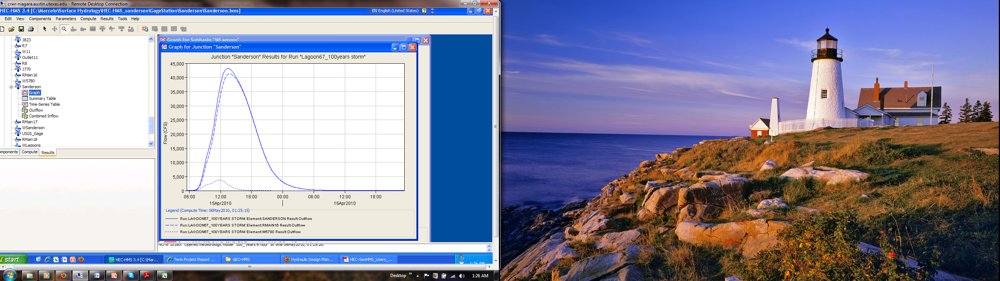 crwr-niagara.austin.utexas.edu - Remote Desktop Connection
HEC-HMS 3.4 [C:\Marcelo\Surface Hydrology\HEC-HMS_sanderson\GageStation\Sanderson\Sanderson.hms]
EN English (United States)
Edit View Components Parameters Compute Results Tools Help
J823
R7
W11
Outlet11
R8
J770
RMain16
W5780
Sanderson
Graph
Summary Table
Time-Series Table
Outflow
Combined Inflow
RMain17
WSanderson
USGS_Gage
RMain18
WLagoons
mponents Compute Results
Graph for Subbasin "WLagoons"
Graph for Junction "Sanderson"
Junction "Sanderson" Results for Run "Lagoon67_100years storm"
45,000
40,000
35,000
30,000
25,000
20,000
15,000
10,000
5,000
0
Flow (CFS)
06:00 12:00 18:00 00:00 06:00 12:00 18:00
15Apr2010 16Apr2010
Legend (Compute Time: 06May2010, 01:25:15)
Run:LAGOON67_100YEARS STORM Element:SANDERSON Result:Outflow
Run:LAGOON67_100YEARS STORM Element:RMAIN16 Result:Outflow
Run:LAGOON67_100YEARS STORM Element:W5780 Result:Outflow
NOTE 10180: Opened meteorologic model "100_ years 6 hour" at time 06May2010, 01:25:20.
start
HEC-HMS 3.4 [C:\Mar...
Term Project Report ...
GEO-HMS
Hydraulic Design Man...
HEC-GeoHMS_Users_...
1:26 AM
Desktop
1:26 AM